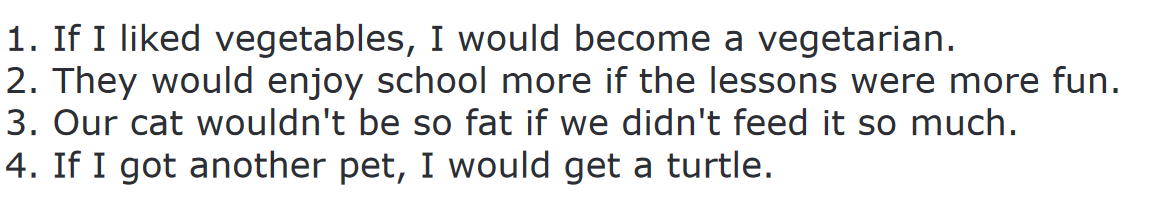 1. If I liked vegetables, I would become a vegetarian.
2. They would enjoy school more if the lessons were more fun.
3. Our cat wouldn't be so fat if we didn't feed it so much.
4. If I got another pet, I would get a turtle.